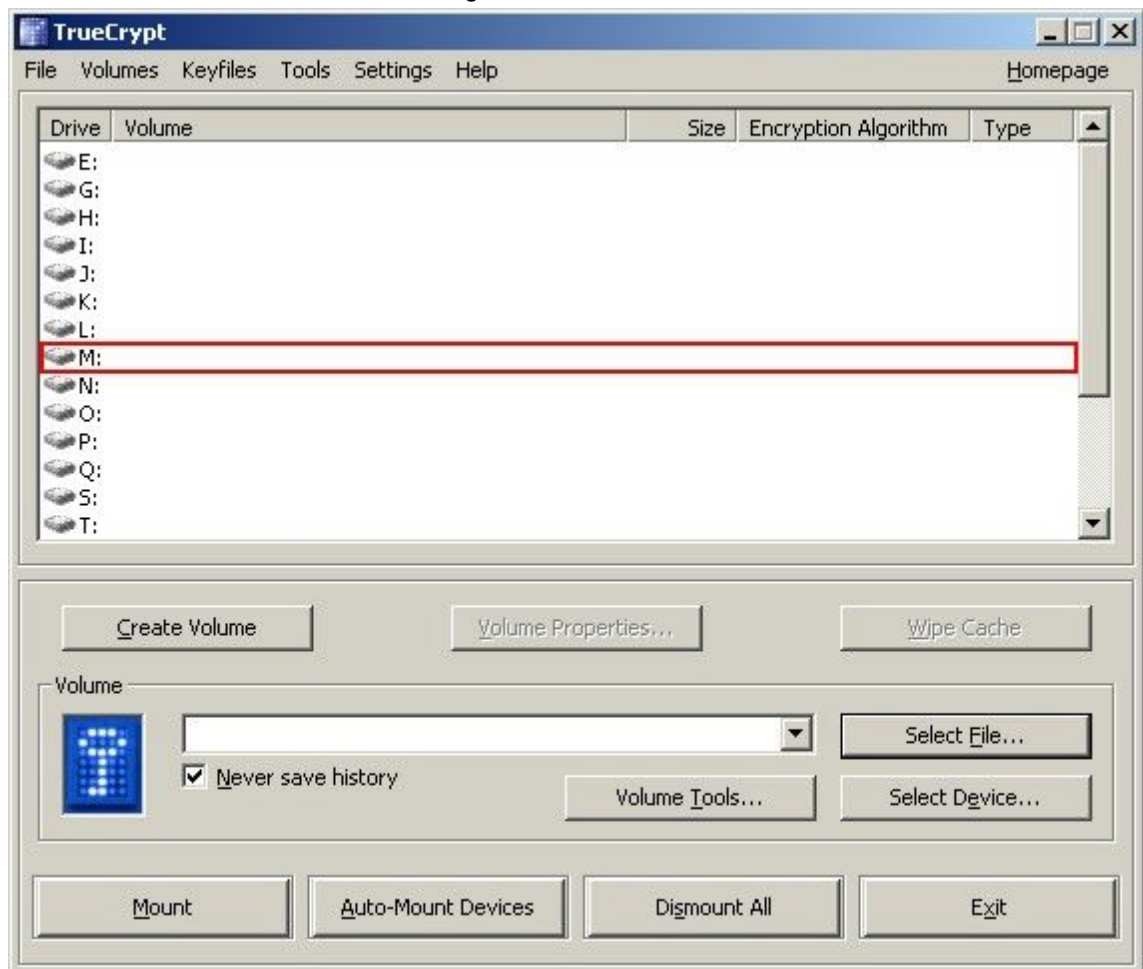 TrueCrypt
File Volumes Keyfiles Tools Settings Help Homepage
Drive Volume Size Encryption Algorithm Type
E:
G:
H:
I:
J:
K:
L:
M:
N:
O:
P:
Q:
S:
T:
Create Volume Volume Properties... Wipe Cache
Volume
Select File...
Never save history
Volume Tools... Select Device...
Mount Auto-Mount Devices Dismount All Exit